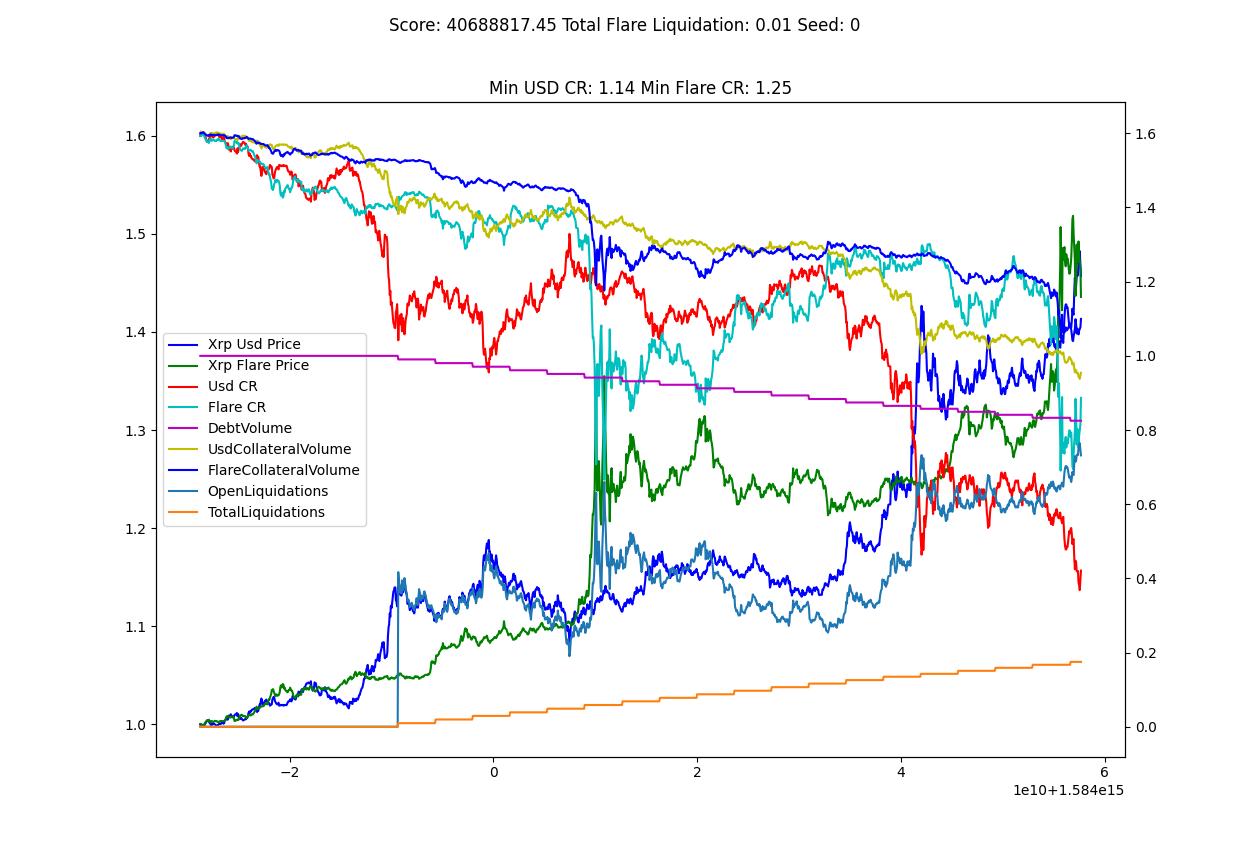 Score: 40688817.45 Total Flare Liquidation: 0.01 Seed: 0
Min USD CR: 1.14 Min Flare CR: 1.25
1.6
1.5
1.4
1.3
1.2
1.1
1.0
Xrp Usd Price
Xrp Flare Price
Usd CR
Flare CR
DebtVolume
UsdCollateralVolume
FlareCollateralVolume
OpenLiquidations
TotalLiquidations
1.6
1.4
1.2
1.0
0.8
0.6
0.4
0.2
0.0
−2 0 2 4 6
1e10+1.584e15